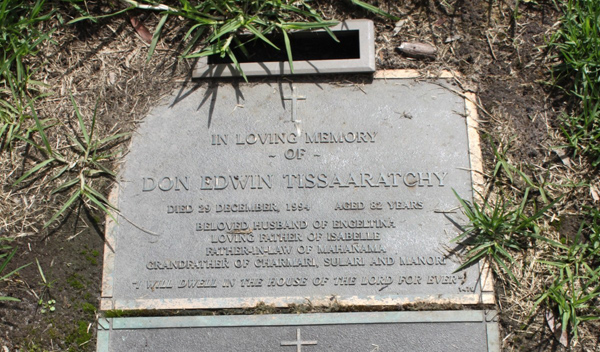 IN LOVING MEMORY
- OF -
DON EDWIN TISSAARATCHY
DIED 29 DECEMBER, 1994 AGED 82 YEARS
BELOVED HUSBAND OF ENGELTINA
LOVING FATHER OF ISABELLE
FATHER-IN-LAW OF MAHANAMA
GRANDFATHER OF CHARMARI, SULARI AND MANORI
"I WILL DWELL IN THE HOUSE OF THE LORD FOR EVER"